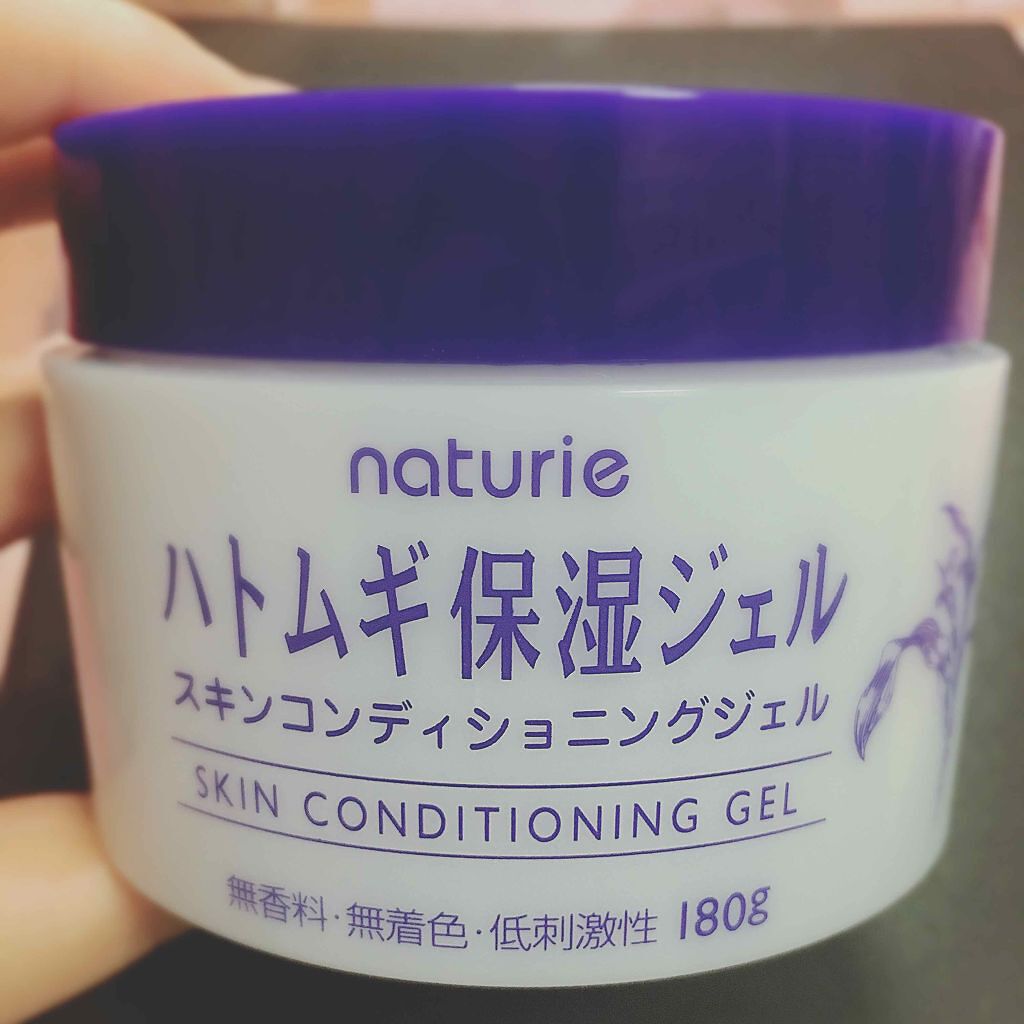 naturie
ハトムギ保湿ジェル
スキンコンディショニングジェル
SKIN CONDITIONING GEL
無香料・無着色・低刺激性 180g